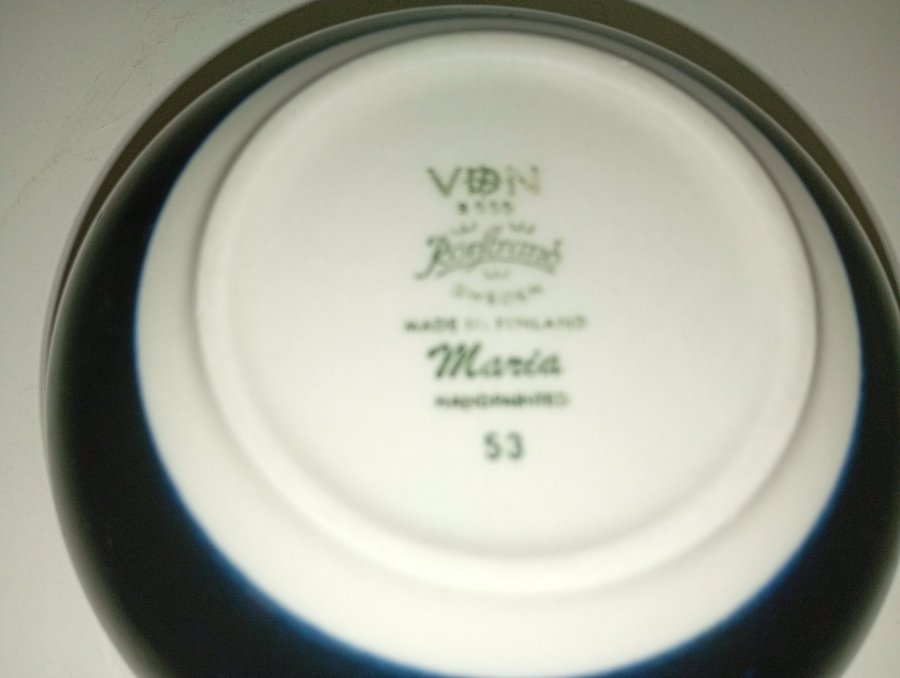 VDN
Rörstrand
SWEDEN
MADE IN FINLAND
Maria
HANDPAINTED
53